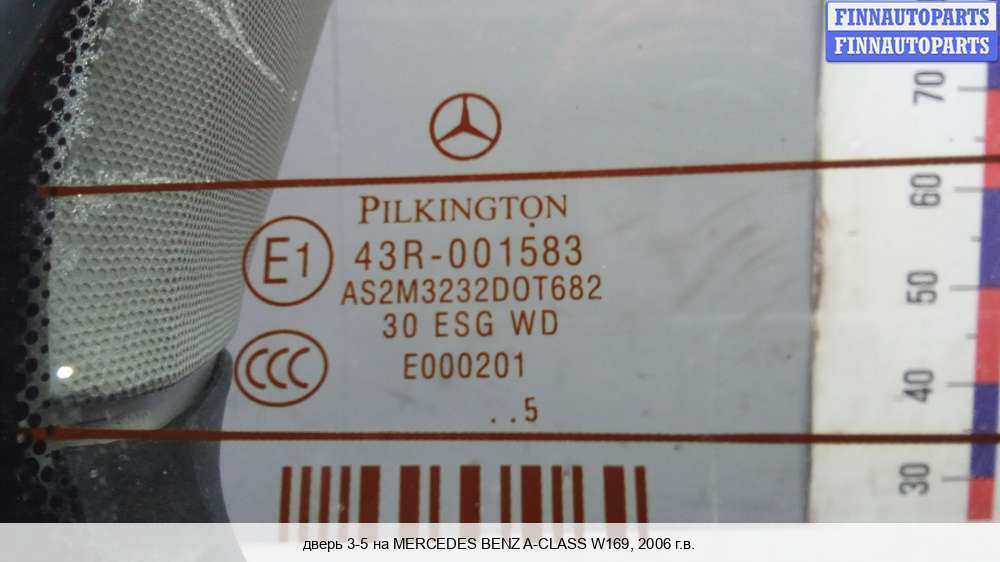 FINNAUTOPARTS
FINNAUTOPARTS
70
60
50
40
30
PILKINGTON
E1
43R-001583
AS2M3232DOT682
30 ESG WD
CCC
E000201
..5
дверь 3-5 на MERCEDES BENZ A-CLASS W169, 2006 г.в.